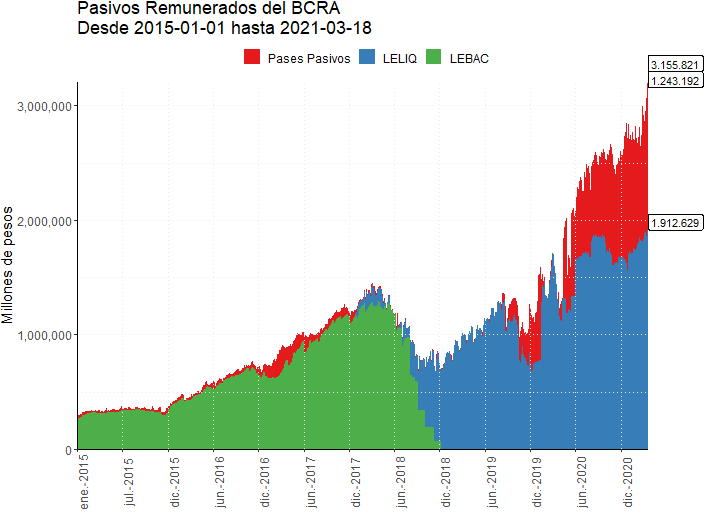 Pasivos Remunerados del BCRA
Desde 2015-01-01 hasta 2021-03-18
Pases Pasivos LELIQ LEBAC
3.155.821
1.243.192
1.912.629
Millones de pesos
3,000,000
2,000,000
1,000,000
0
ene.-2015
jul.-2015
dic.-2015
jun.-2016
dic.-2016
jun.-2017
dic.-2017
jun.-2018
dic.-2018
jun.-2019
dic.-2019
jun.-2020
dic.-2020